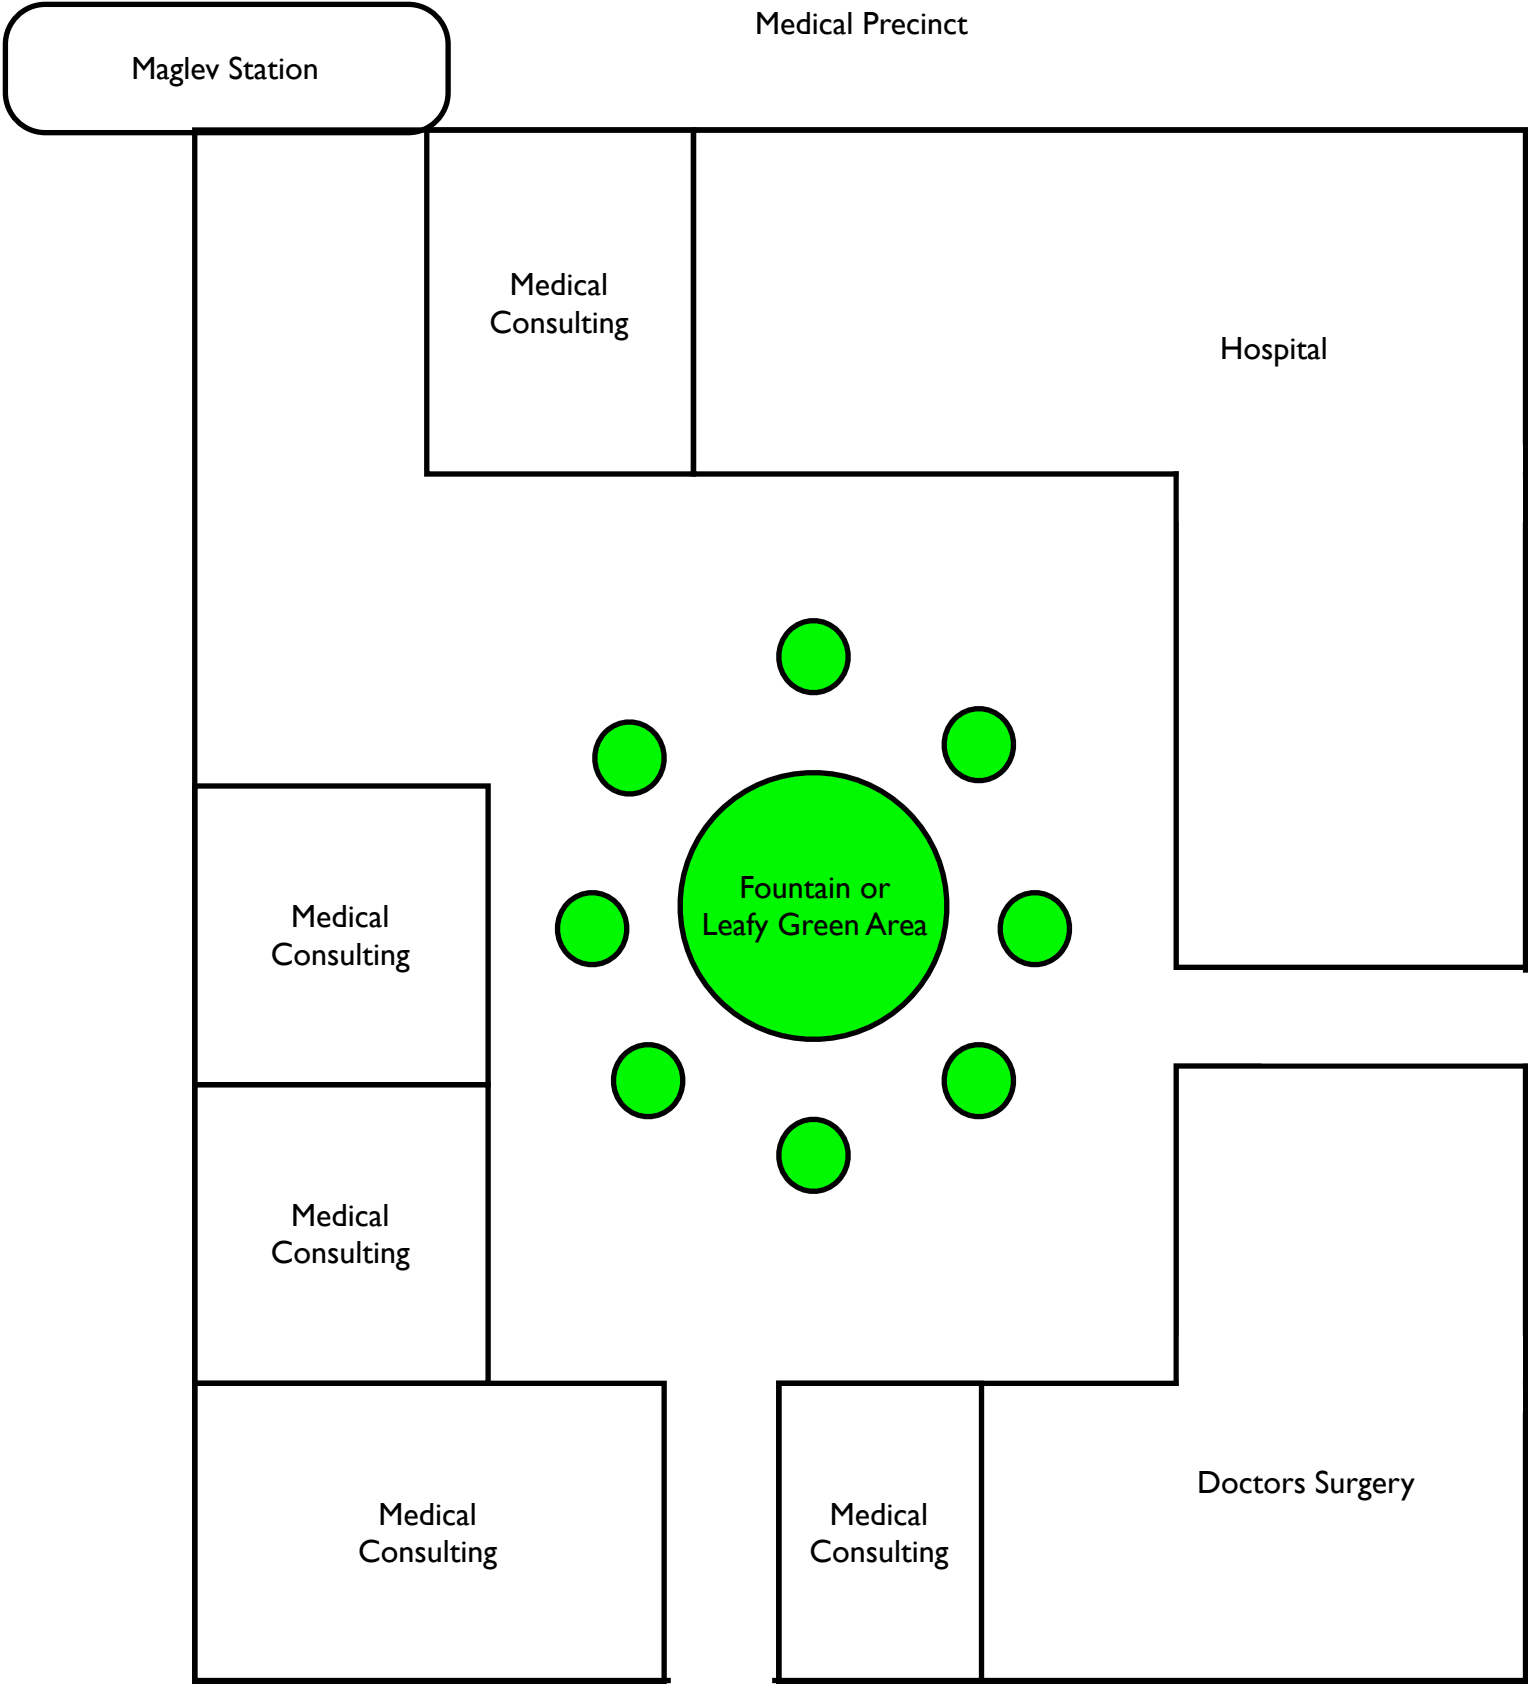 Medical Precinct
Maglev Station
Medical
Consulting
Hospital
Fountain or
Leafy Green Area
Medical
Consulting
Medical
Consulting
Doctors Surgery
Medical
Consulting
Medical
Consulting